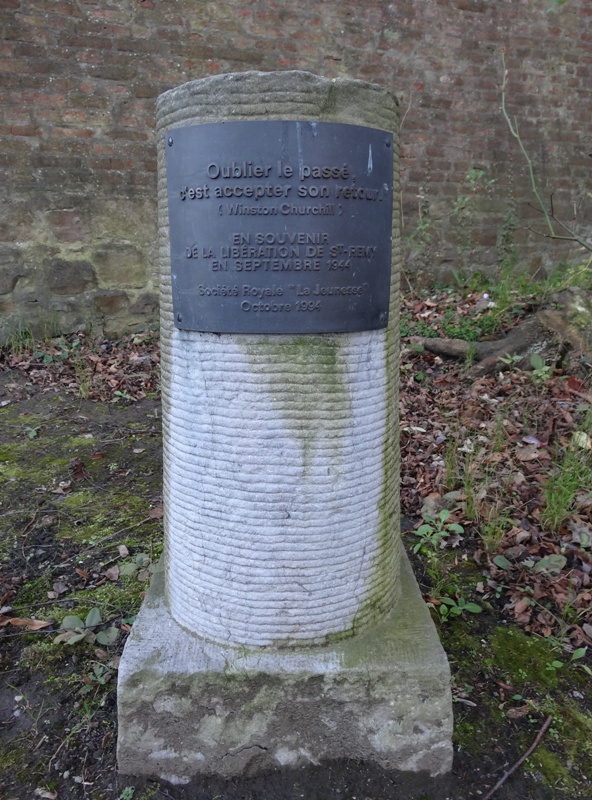 Oublier le passé,
c'est accepter son retour!
( Winston Churchill )
EN SOUVENIR
DE LA LIBÉRATION DE ST-REMY
EN SEPTEMBRE 1944
Société Royale "La Jeunesse"
Octobre 1994